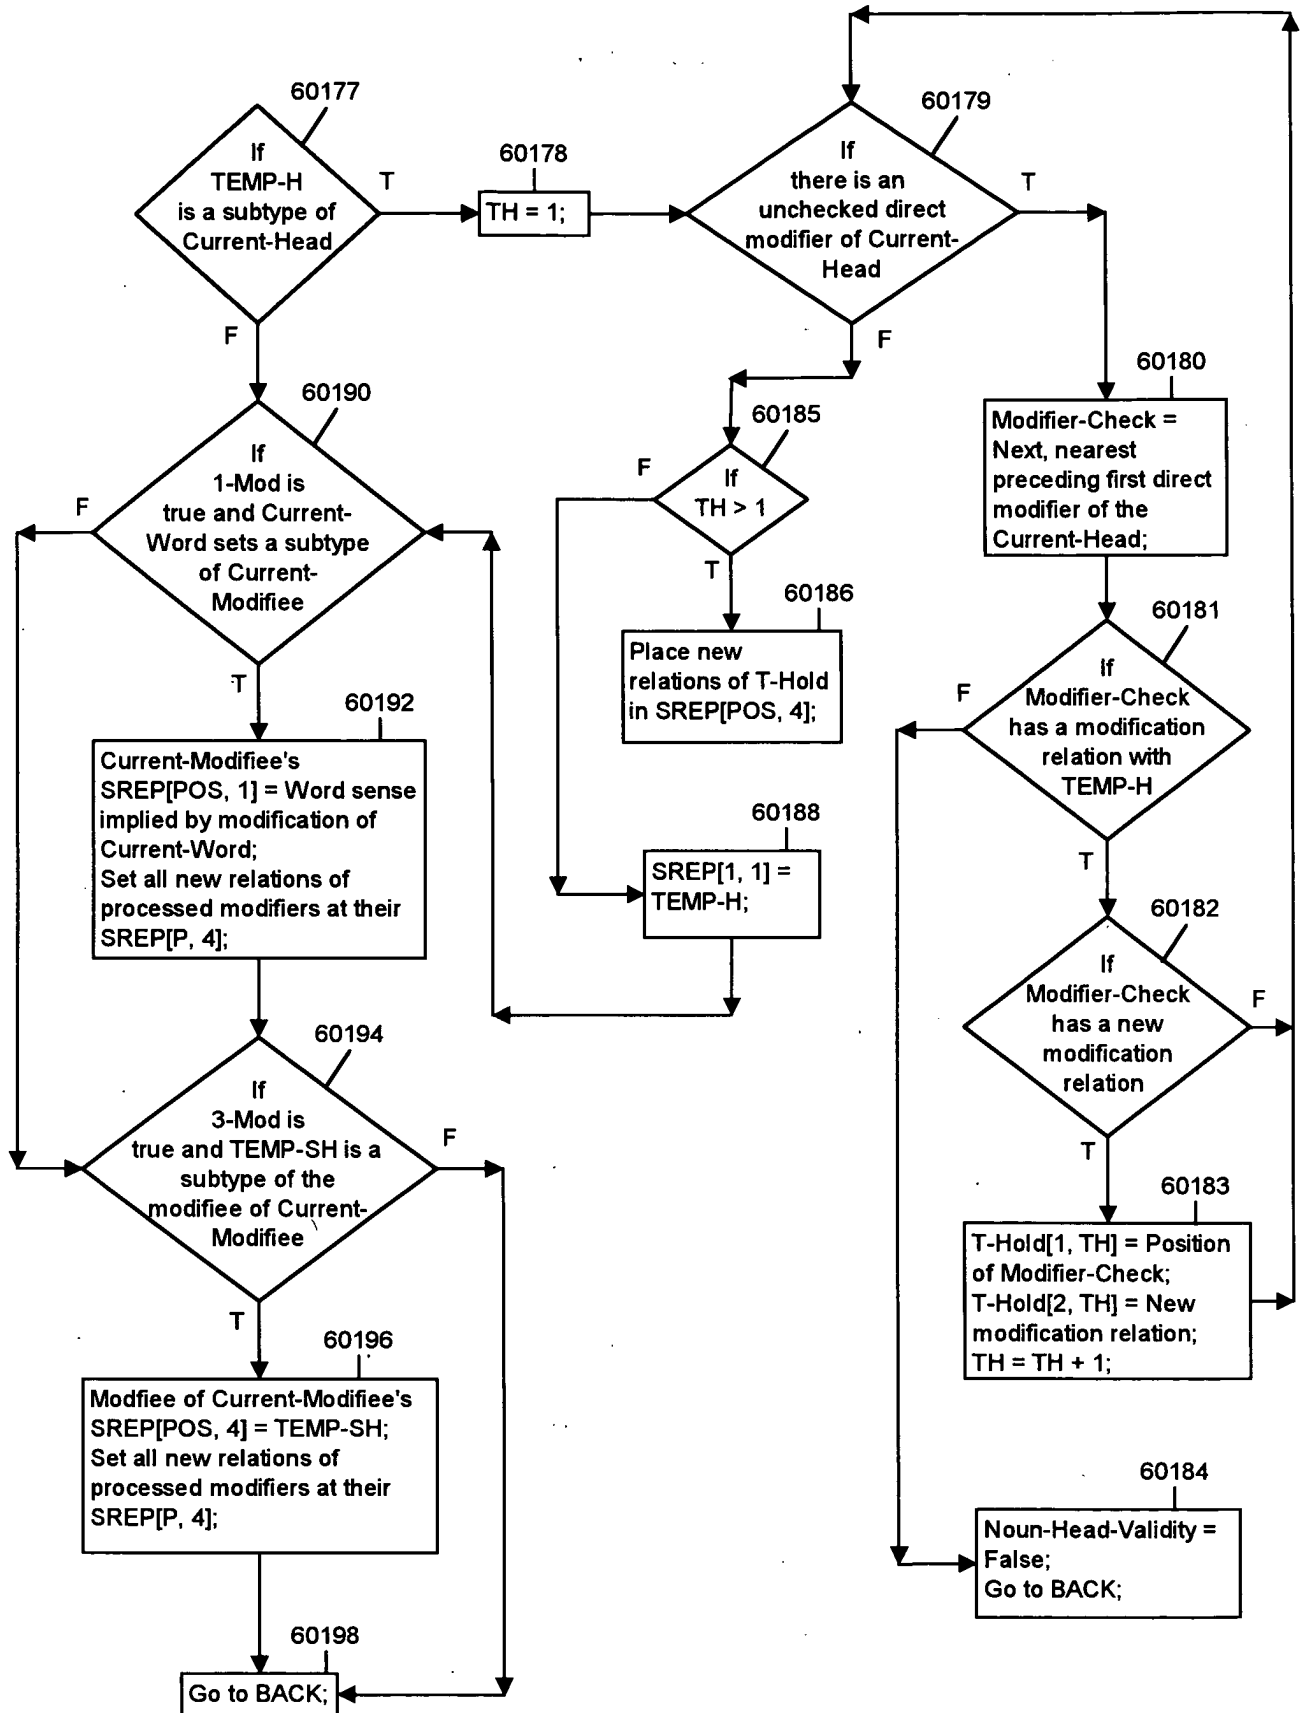 60177
If
TEMP-H
is a subtype of
Current-Head
T
F
60178
TH = 1;
60179
If
there is an
unchecked direct
modifier of Current-
Head
T
F
60180
Modifier-Check =
Next, nearest
preceding first direct
modifier of the
Current-Head;
60181
If
Modifier-Check
has a modification
relation with
TEMP-H
F
T
60182
If
Modifier-Check
has a new
modification
relation
F
T
60183
T-Hold[1, TH] = Position
of Modifier-Check;
T-Hold[2, TH] = New
modification relation;
TH = TH + 1;
60184
Noun-Head-Validity =
False;
Go to BACK;
60185
If
TH > 1
F
T
60186
Place new
relations of T-Hold
in SREP[POS, 4];
60188
SREP[1, 1] =
TEMP-H;
60190
If
1-Mod is
true and Current-
Word sets a subtype
of Current-
Modifiee
F
T
60192
Current-Modifiee's
SREP[POS, 1] = Word sense
implied by modification of
Current-Word;
Set all new relations of
processed modifiers at their
SREP[P, 4];
60194
If
3-Mod is
true and TEMP-SH is a
subtype of the
modifiee of Current-
Modifiee
F
T
60196
Modfiee of Current-Modifiee's
SREP[POS, 4] = TEMP-SH;
Set all new relations of
processed modifiers at their
SREP[P, 4];
60198
Go to BACK;